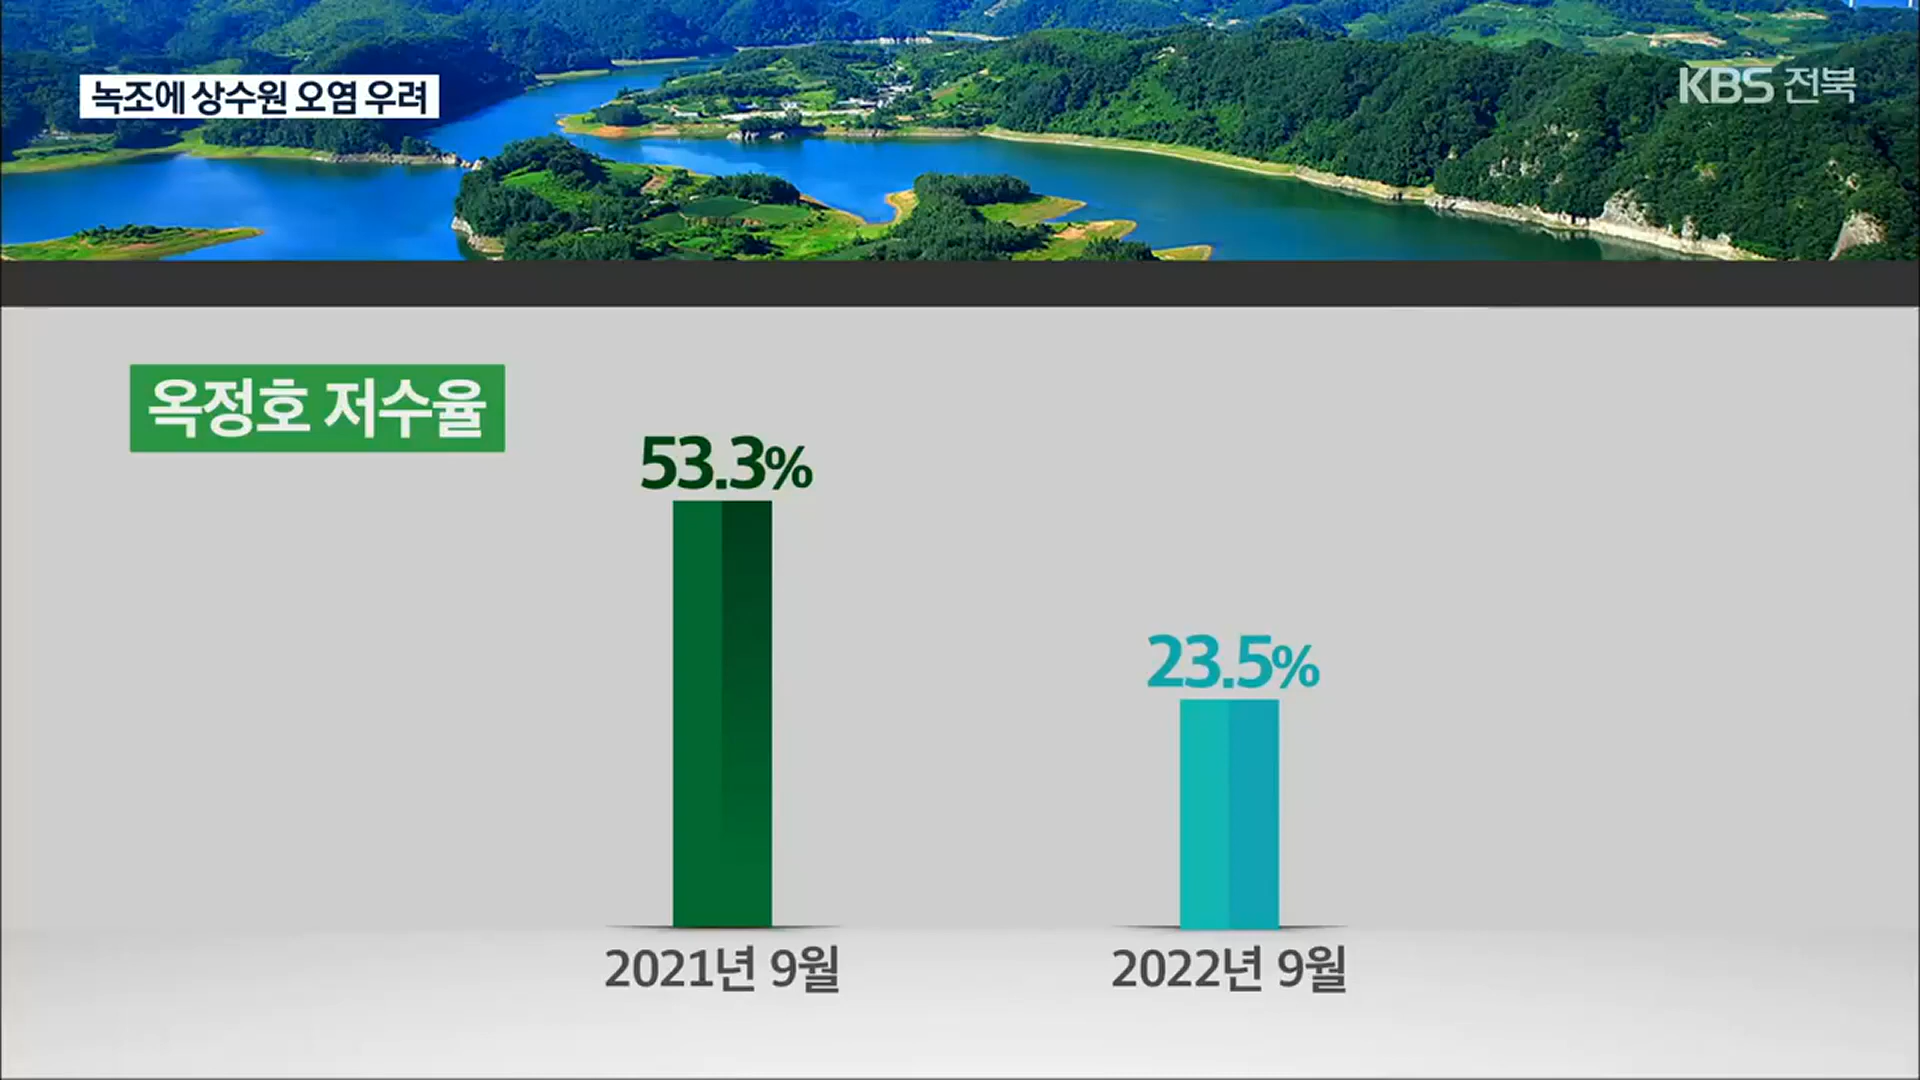 녹조에 상수원 오염 우려
KBS 전북
옥정호 저수율
53.3%
23.5%
2021년 9월
2022년 9월